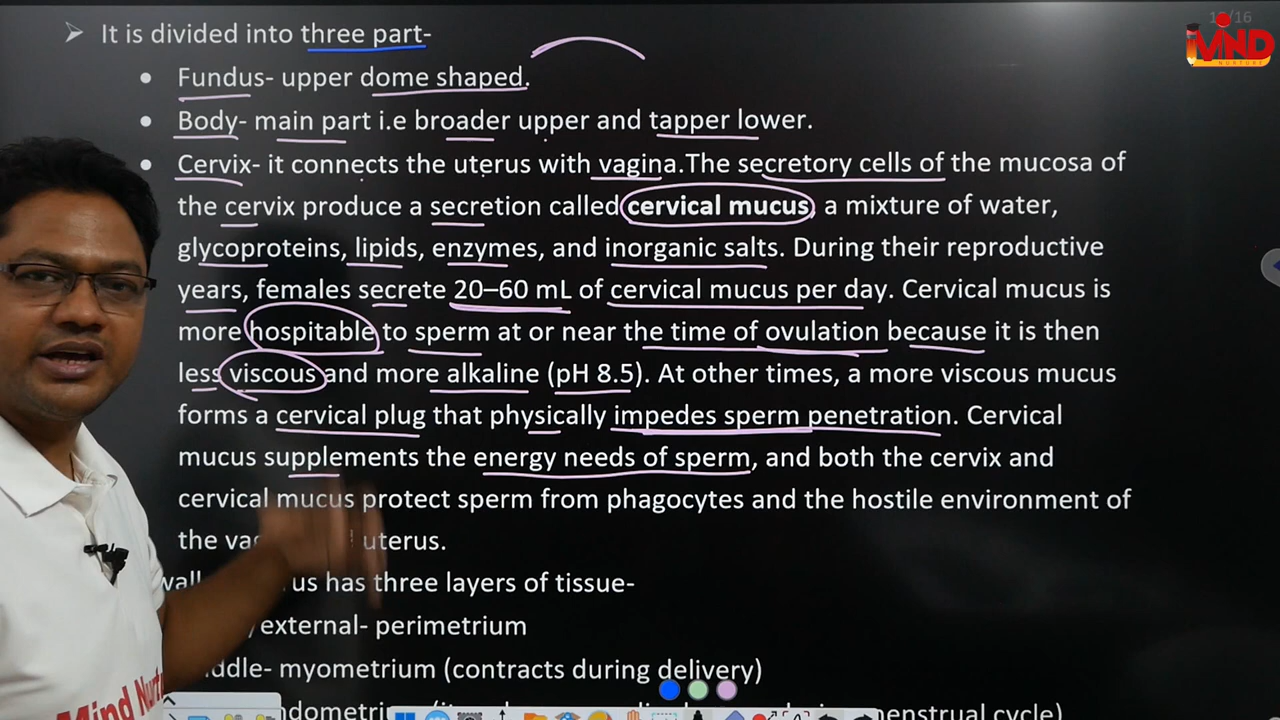 ➤ It is divided into three part-
• Fundus- upper dome shaped.
• Body- main part i.e broader upper and tapper lower.
• Cervix- it connects the uterus with vagina.The secretory cells of the mucosa of
the cervix produce a secretion called cervical mucus, a mixture of water,
glycoproteins, lipids, enzymes, and inorganic salts. During their reproductive
years, females secrete 20–60 mL of cervical mucus per day. Cervical mucus is
more hospitable to sperm at or near the time of ovulation because it is then
less viscous and more alkaline (pH 8.5). At other times, a more viscous mucus
forms a cervical plug that physically impedes sperm penetration. Cervical
mucus supplements the energy needs of sperm, and both the cervix and
cervical mucus protect sperm from phagocytes and the hostile environment of
the uterus.
has three layers of tissue-
external- perimetrium
myometrium (contracts during delivery)
menstrual cycle)
/16
MIND
NURTURE
Mind